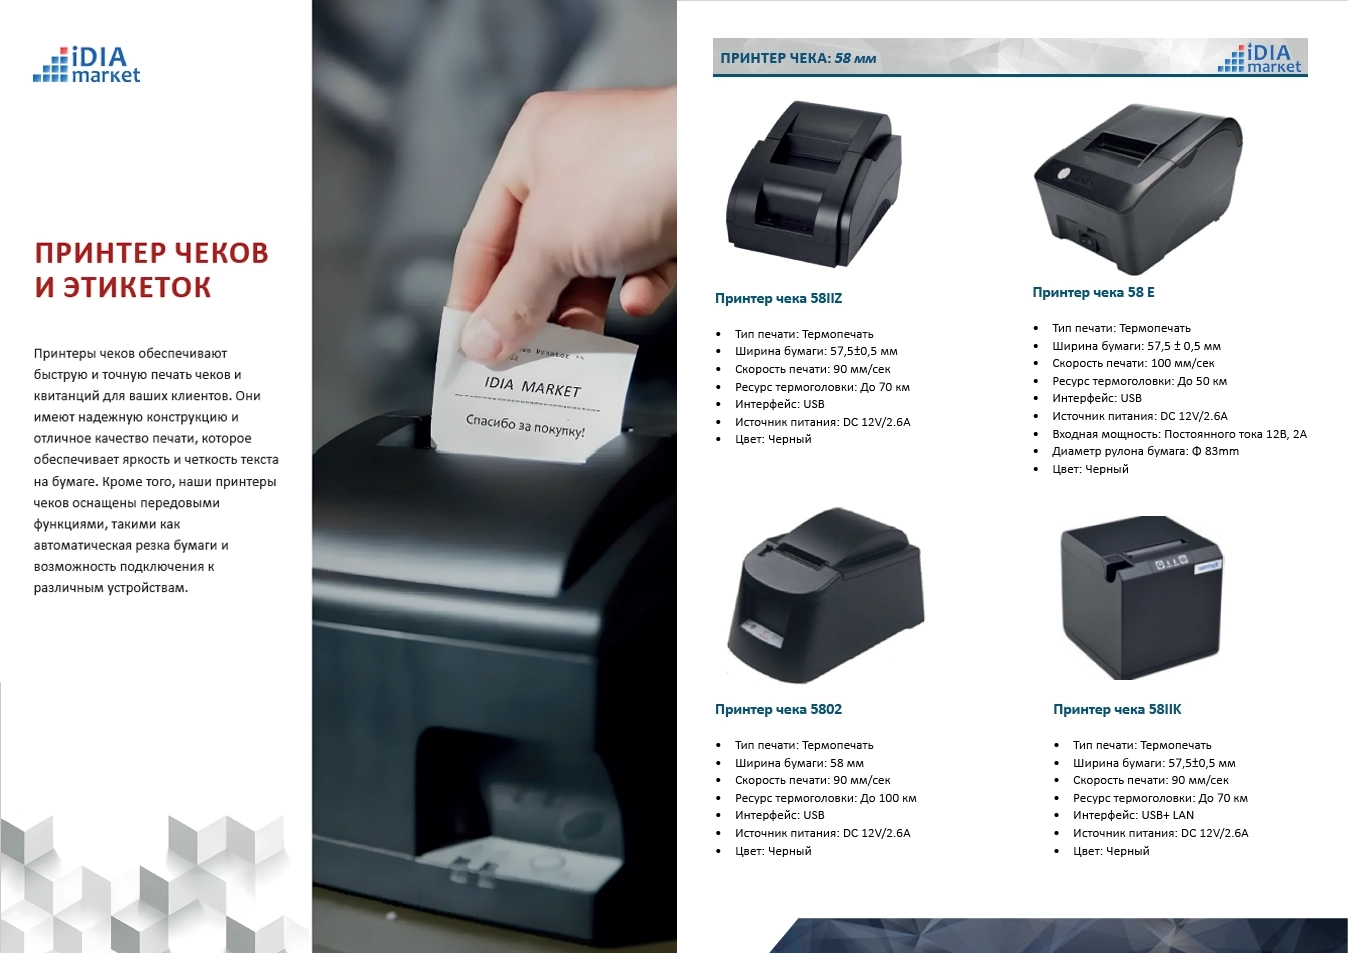 iDIA
market
ПРИНТЕР ЧЕКОВ
И ЭТИКЕТОК
Принтеры чеков обеспечивают
быструю и точную печать чеков и
квитанций для ваших клиентов. Они
имеют надежную конструкцию и
отличное качество печати, которое
обеспечивает яркость и четкость текста
на бумаге. Кроме того, наши принтеры
чеков оснащены передовыми
функциями, такими как
автоматическая резка бумаги и
возможность подключения к
различным устройствам.
IDIA MARKET
Спасибо за покупку!
ПРИНТЕР ЧЕКА: 58 мм
iDIA
market
Принтер чека 58IIZ
• Тип печати: Термопечать
• Ширина бумаги: 57,5±0,5 мм
• Скорость печати: 90 мм/сек
• Ресурс термоголовки: До 70 км
• Интерфейс: USB
• Источник питания: DC 12V/2.6A
• Цвет: Черный
Принтер чека 58 E
• Тип печати: Термопечать
• Ширина бумаги: 57,5 ± 0,5 мм
• Скорость печати: 100 мм/сек
• Ресурс термоголовки: До 50 км
• Интерфейс: USB
• Источник питания: DC 12V/2.6A
• Входная мощность: Постоянного тока 12В, 2А
• Диаметр рулона бумага: Ф 83mm
• Цвет: Черный
Принтер чека 5802
• Тип печати: Термопечать
• Ширина бумаги: 58 мм
• Скорость печати: 90 мм/сек
• Ресурс термоголовки: До 100 км
• Интерфейс: USB
• Источник питания: DC 12V/2.6A
• Цвет: Черный
Принтер чека 58IIK
• Тип печати: Термопечать
• Ширина бумаги: 57,5±0,5 мм
• Скорость печати: 90 мм/сек
• Ресурс термоголовки: До 70 км
• Интерфейс: USB+ LAN
• Источник питания: DC 12V/2.6A
• Цвет: Черный